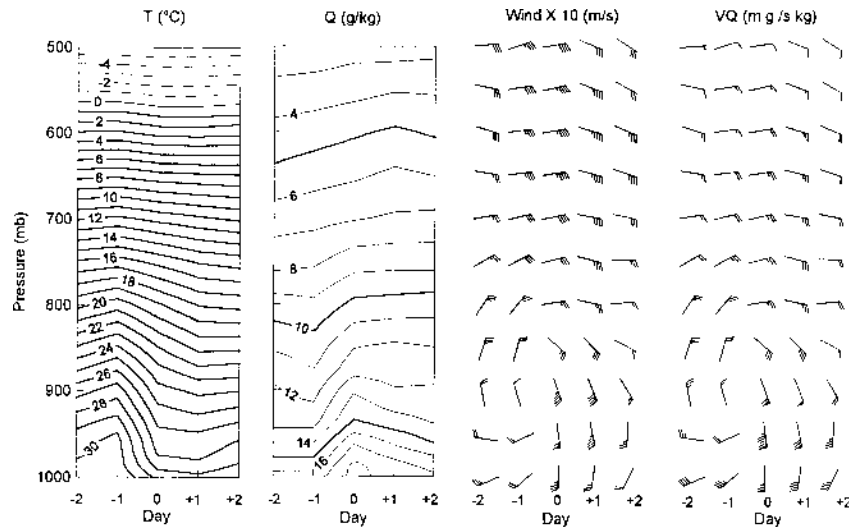 T (°C)
Q (g/kg)
Wind X 10 (m/s)
VQ (m g /s kg)
Pressure (mb)
500
600
700
800
900
1000
-4
-2
0
2
4
6
8
10
12
14
16
18
20
22
24
26
28
30
4
6
8
10
12
14
16
-2 -1 0 +1 +2
-2 -1 0 +1 +2
-2 -1 0 +1 +2
-2 -1 0 +1 +2
Day
Day
Day
Day